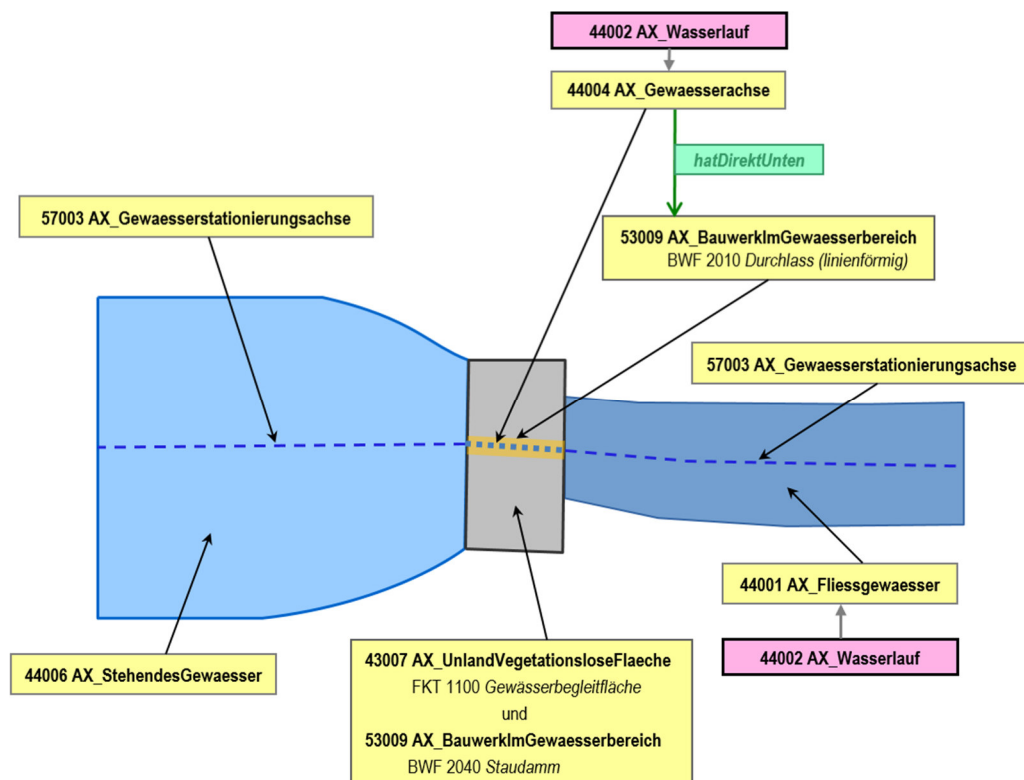 44002 AX_Wasserlauf
44004 AX_Gewaesserachse
hatDirektUnten
57003 AX_Gewaesserstationierungsachse
53009 AX_BauwerkImGewaesserbereich
BWF 2010 Durchlass (linienförmig)
57003 AX_Gewaesserstationierungsachse
44001 AX_Fliessgewaesser
44002 AX_Wasserlauf
44006 AX_StehendesGewaesser
43007 AX_UnlandVegetationsloseFlaeche
FKT 1100 Gewässerbegleitfläche
und
53009 AX_BauwerkImGewaesserbereich
BWF 2040 Staudamm